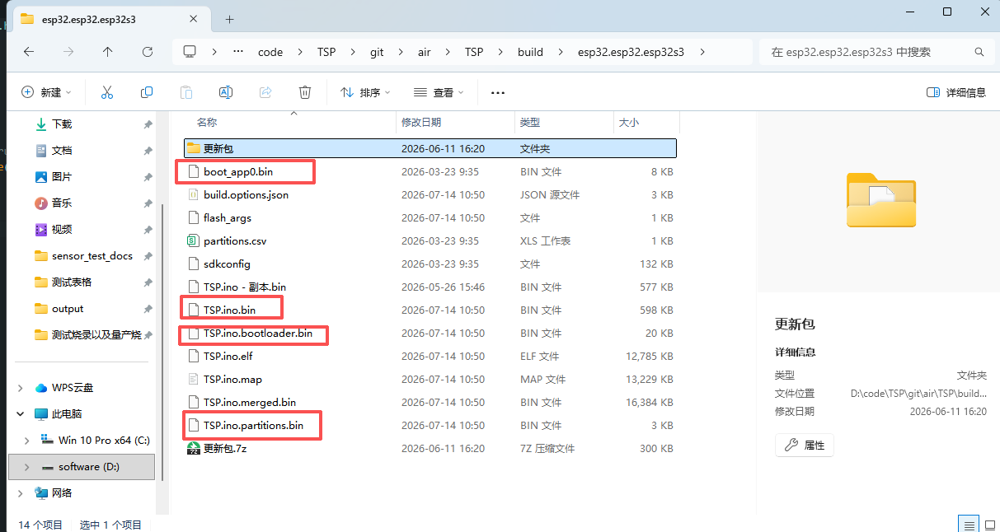 esp32.esp32.esp32s3
code TSP git air TSP build esp32.esp32.esp32s3
在 esp32.esp32.esp32s3 中搜索
新建 排序 查看 详细信息
下载
文档
图片
音乐
视频
sensor_test_docs
测试表格
output
测试烧录以及量产烧
WPS云盘
此电脑
Win 10 Pro x64 (C:)
software (D:)
网络
名称 修改日期 类型 大小
更新包 2026-06-11 16:20 文件夹
boot_app0.bin 2026-03-23 9:35 BIN 文件 8 KB
build.options.json 2026-07-14 10:50 JSON 源文件 3 KB
flash_args 2026-07-14 10:50 文件 1 KB
partitions.csv 2026-03-23 9:35 XLS 工作表 1 KB
sdkconfig 2026-03-23 9:35 文件 132 KB
TSP.ino - 副本.bin 2026-05-26 15:46 BIN 文件 577 KB
TSP.ino.bin 2026-07-14 10:50 BIN 文件 598 KB
TSP.ino.bootloader.bin 2026-07-14 10:50 BIN 文件 20 KB
TSP.ino.elf 2026-07-14 10:50 ELF 文件 12,785 KB
TSP.ino.map 2026-07-14 10:50 MAP 文件 13,229 KB
TSP.ino.merged.bin 2026-07-14 10:50 BIN 文件 16,384 KB
TSP.ino.partitions.bin 2026-07-14 10:50 BIN 文件 3 KB
更新包.7z 2026-06-11 16:20 7Z 压缩文件 300 KB
更新包
详细信息
类型 文件夹
文件位置 D:\code\TSP\git\air\TSP\build...
修改日期 2026-06-11 16:20
属性
14 个项目 选中 1 个项目